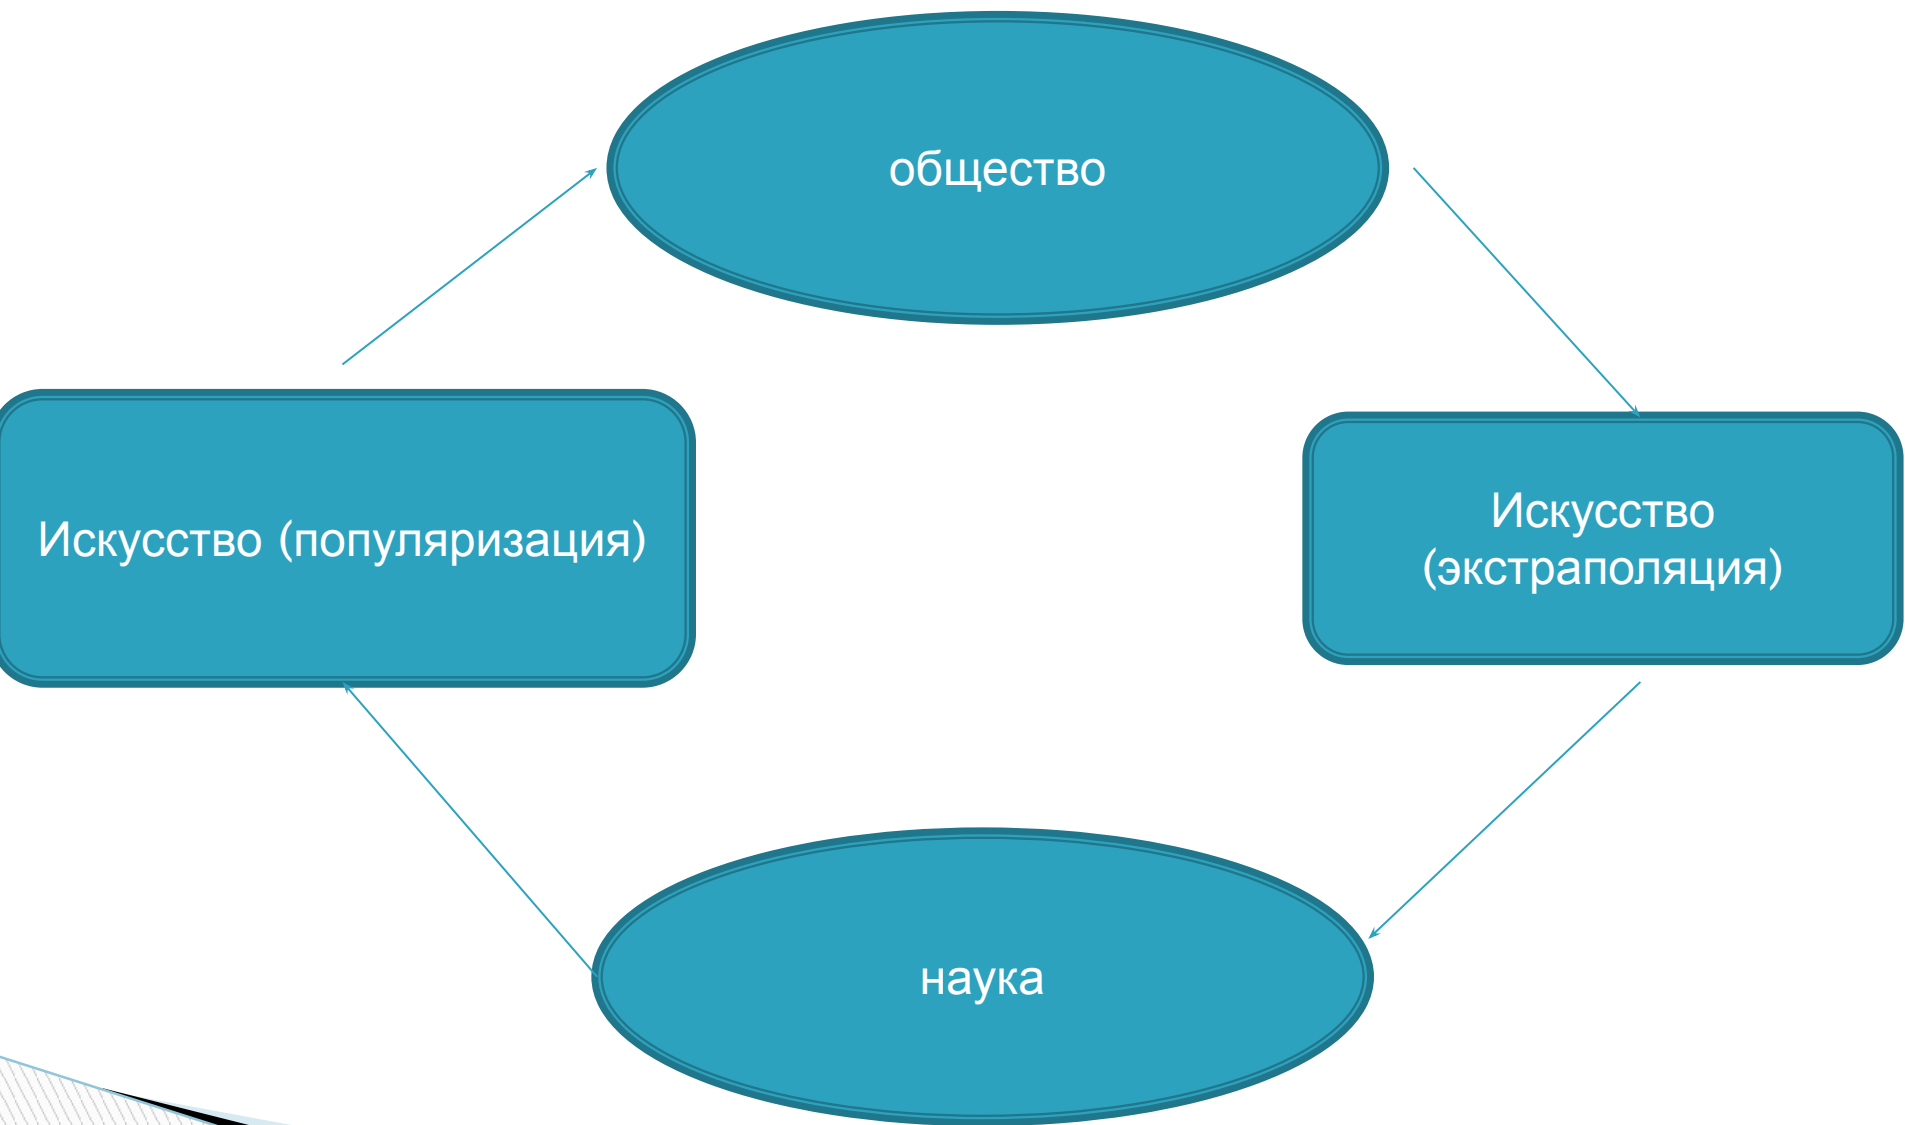 общество
Искусство (популяризация)
Искусство
(экстраполяция)
наука